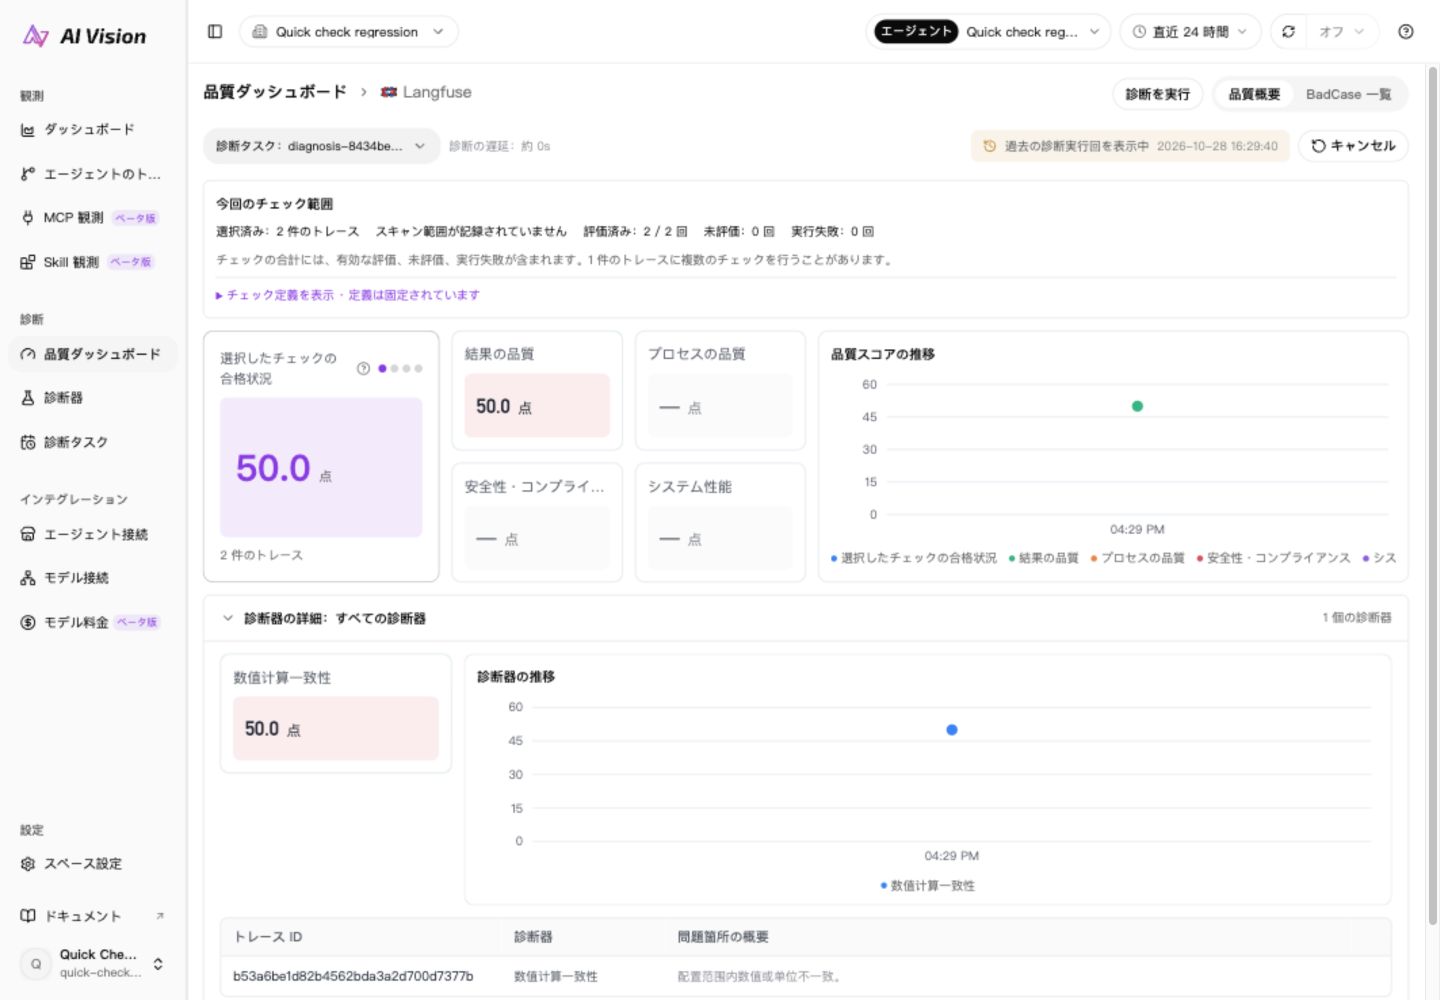 AI Vision
Quick check regression
エージェント Quick check reg...
直近 24 時間
オフ
観測
ダッシュボード
エージェントのト...
MCP 観測 ベータ版
Skill 観測 ベータ版
診断
品質ダッシュボード
診断器
診断タスク
インテグレーション
エージェント接続
モデル接続
モデル料金 ベータ版
設定
スペース設定
ドキュメント
Q
Quick Che...
quick-check...
品質ダッシュボード > Langfuse
診断を実行
品質概要
BadCase 一覧
診断タスク: diagnosis-8434be...
診断の遅延: 約 0s
過去の診断実行回を表示中 2026-10-28 16:29:40
キャンセル
今回のチェック範囲
選択済み: 2 件のトレース スキャン範囲が記録されていません 評価済み: 2 / 2 回 未評価: 0 回 実行失敗: 0 回
チェックの合計には、有効な評価、未評価、実行失敗が含まれます。1 件のトレースに複数のチェックを行うことがあります。
▶ チェック定義を表示 · 定義は固定されています
選択したチェックの
合格状況
50.0 点
2 件のトレース
結果の品質
50.0 点
プロセスの品質
— 点
安全性・コンプライ...
— 点
システム性能
— 点
品質スコアの推移
60
45
30
15
0
04:29 PM
選択したチェックの合格状況 結果の品質 プロセスの品質 安全性・コンプライアンス シス
診断器の詳細: すべての診断器
1 個の診断器
数値计算一致性
50.0 点
診断器の推移
60
45
30
15
0
04:29 PM
数值计算一致性
トレース ID 診断器 問題箇所の概要
b53a6be1d82b4562bda3a2d700d7377b 数值计算一致性 配置范围内数值或单位不一致。